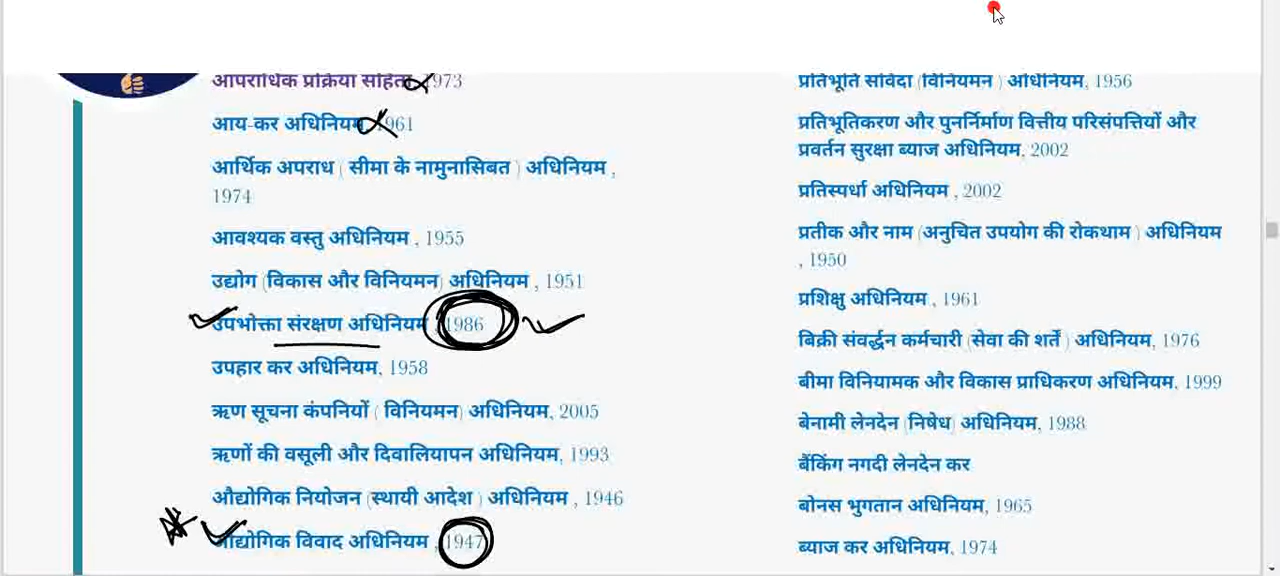 आपराधिक प्रक्रिया संहिता 1973
आय-कर अधिनियम 1961
आर्थिक अपराध ( सीमा के नामुनासिबत ) अधिनियम ,
1974
आवश्यक वस्तु अधिनियम , 1955
उद्योग (विकास और विनियमन) अधिनियम , 1951
उपभोक्ता संरक्षण अधिनियम , 1986
उपहार कर अधिनियम, 1958
ऋण सूचना कंपनियों ( विनियमन) अधिनियम, 2005
ऋणों की वसूली और दिवालियापन अधिनियम, 1993
औद्योगिक नियोजन (स्थायी आदेश ) अधिनियम , 1946
औद्योगिक विवाद अधिनियम , 1947
प्रतिभूति संविदा (विनियमन ) अधिनियम, 1956
प्रतिभूतिकरण और पुनर्निर्माण वित्तीय परिसंपत्तियों और
प्रवर्तन सुरक्षा ब्याज अधिनियम, 2002
प्रतिस्पर्धा अधिनियम , 2002
प्रतीक और नाम (अनुचित उपयोग की रोकथाम ) अधिनियम
, 1950
प्रशिक्षु अधिनियम , 1961
बिक्री संवर्द्धन कर्मचारी (सेवा की शर्तें ) अधिनियम, 1976
बीमा विनियामक और विकास प्राधिकरण अधिनियम, 1999
बेनामी लेनदेन (निषेध) अधिनियम, 1988
बैंकिंग नगदी लेनदेन कर
बोनस भुगतान अधिनियम, 1965
ब्याज कर अधिनियम, 1974